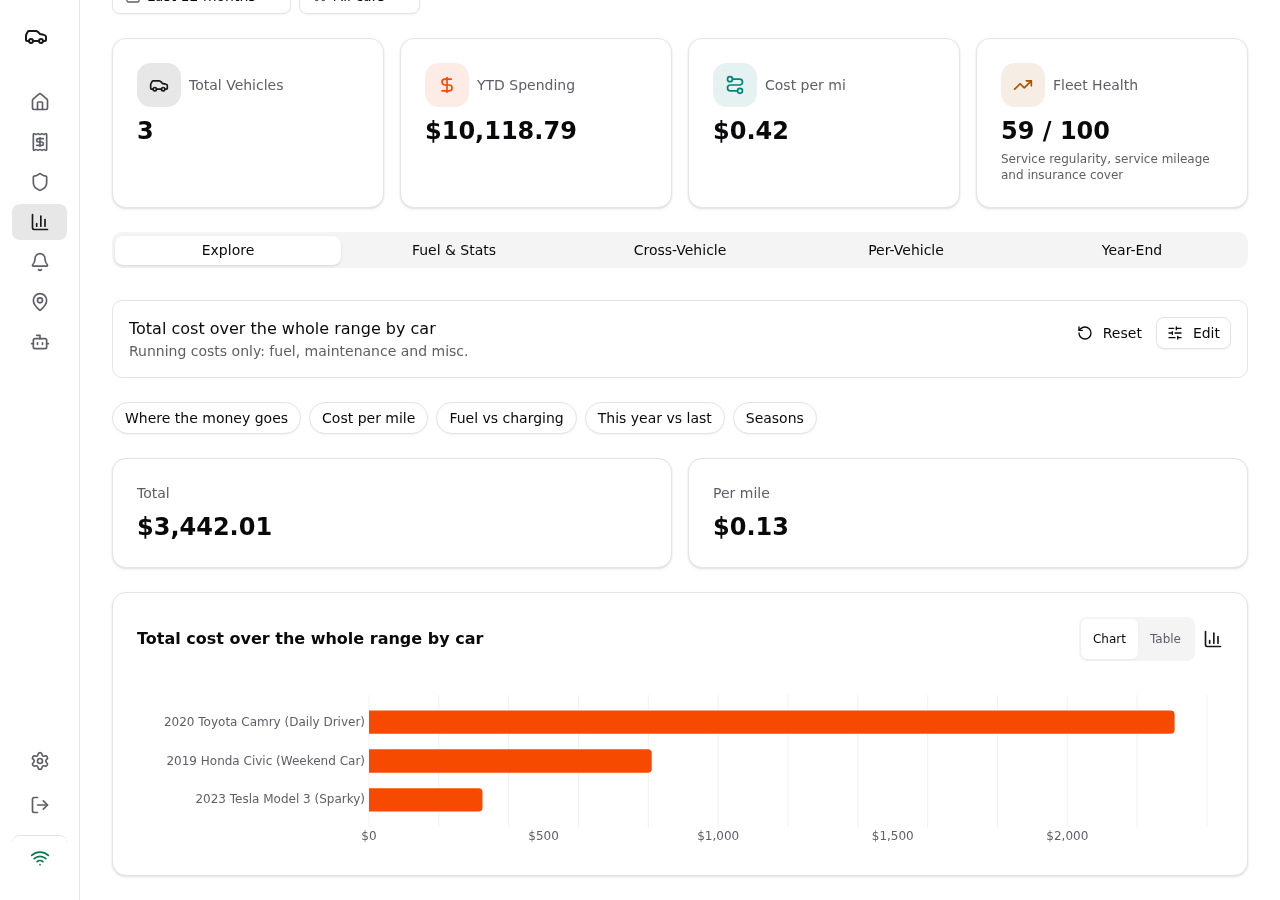 Total Vehicles
3
YTD Spending
$10,118.79
Cost per mi
$0.42
Fleet Health
59 / 100
Service regularity, service mileage
and insurance cover
Explore
Fuel & Stats
Cross-Vehicle
Per-Vehicle
Year-End
Total cost over the whole range by car
Running costs only: fuel, maintenance and misc.
Reset
Edit
Where the money goes
Cost per mile
Fuel vs charging
This year vs last
Seasons
Total
$3,442.01
Per mile
$0.13
Total cost over the whole range by car
Chart
Table
2020 Toyota Camry (Daily Driver)
2019 Honda Civic (Weekend Car)
2023 Tesla Model 3 (Sparky)
$0
$500
$1,000
$1,500
$2,000